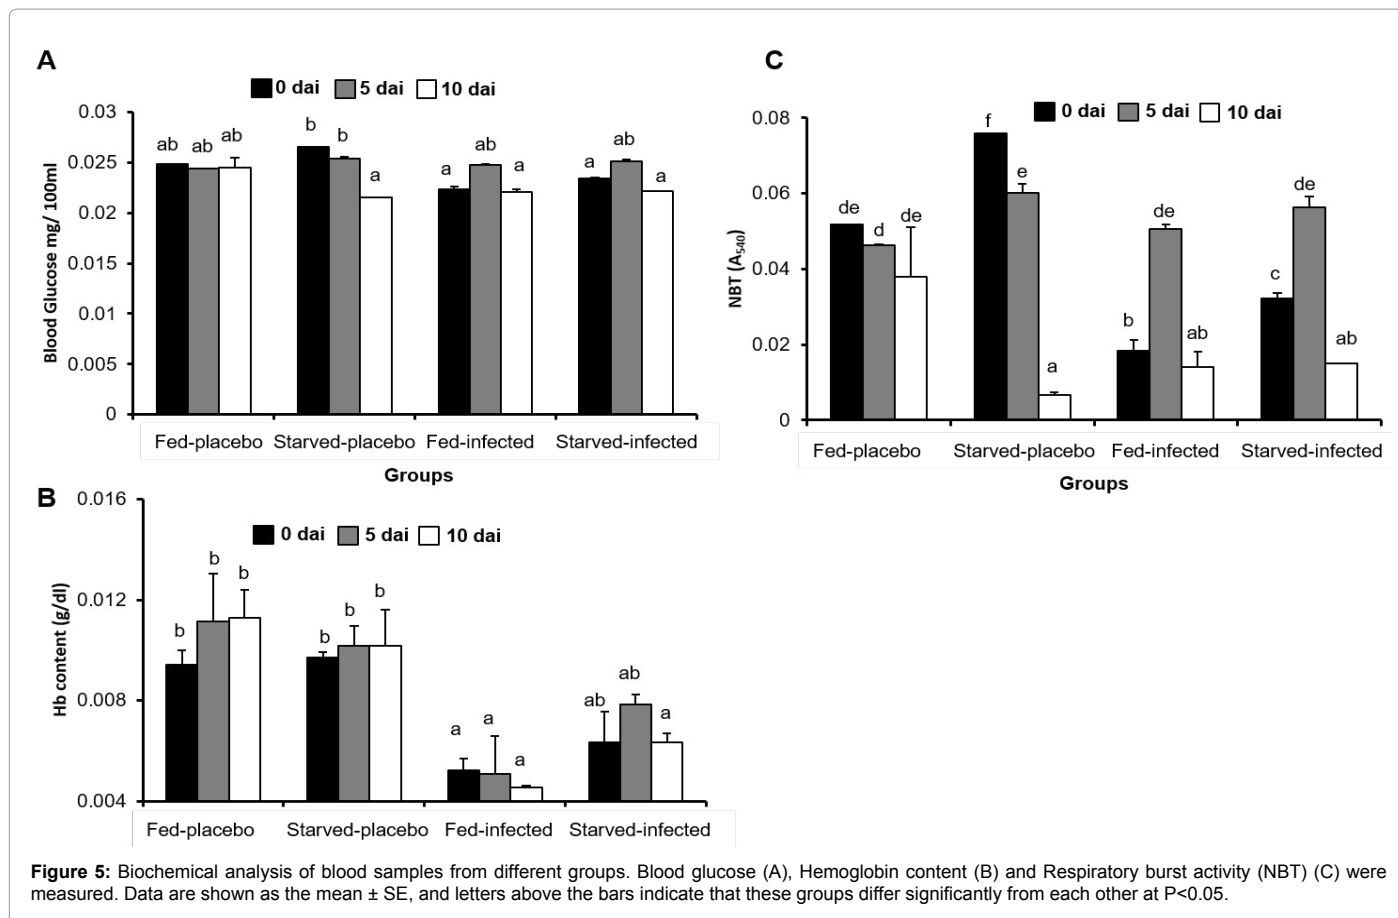 A
0 dai 5 dai 10 dai
0.03
0.025
0.02
0.015
0.01
0.005
0
Blood Glucose mg/ 100ml
ab ab ab b b a a ab a a ab a
Fed-placebo Starved-placebo Fed-infected Starved-infected
Groups
B
0 dai 5 dai 10 dai
0.016
0.012
0.008
0.004
Hb content (g/dl)
b b b b b b a a a ab ab a
Fed-placebo Starved-placebo Fed-infected Starved-infected
C
0 dai 5 dai 10 dai
0.08
0.06
0.04
0.02
0
NBT (A₅₄₀)
de d de f e a b de ab c de ab
Fed-placebo Starved-placebo Fed-infected Starved-infected
Groups
Figure 5: Biochemical analysis of blood samples from different groups. Blood glucose (A), Hemoglobin content (B) and Respiratory burst activity (NBT) (C) were
measured. Data are shown as the mean ± SE, and letters above the bars indicate that these groups differ significantly from each other at P<0.05.